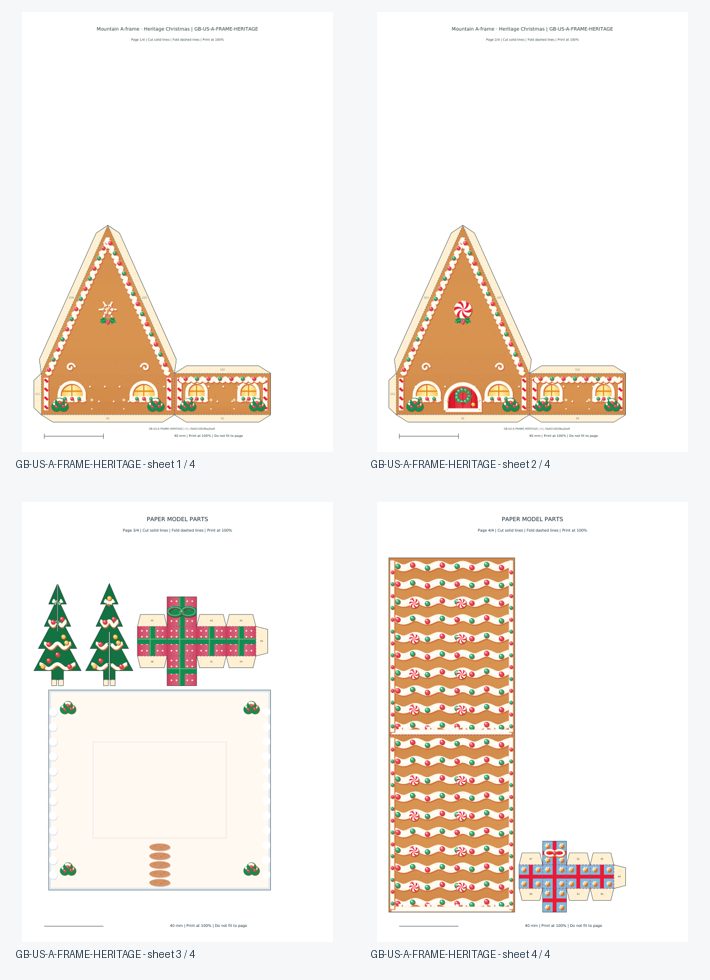 Mountain A-frame · Heritage Christmas | GB-US-A-FRAME-HERITAGE
Page 1/4 | Cut solid lines | Fold dashed lines | Print at 100%
40 mm | Print at 100% | Do not fit to page
GB-US-A-FRAME-HERITAGE - sheet 1 / 4
Mountain A-frame · Heritage Christmas | GB-US-A-FRAME-HERITAGE
Page 2/4 | Cut solid lines | Fold dashed lines | Print at 100%
40 mm | Print at 100% | Do not fit to page
GB-US-A-FRAME-HERITAGE - sheet 2 / 4
PAPER MODEL PARTS
Page 3/4 | Cut solid lines | Fold dashed lines | Print at 100%
40 mm | Print at 100% | Do not fit to page
GB-US-A-FRAME-HERITAGE - sheet 3 / 4
PAPER MODEL PARTS
Page 4/4 | Cut solid lines | Fold dashed lines | Print at 100%
40 mm | Print at 100% | Do not fit to page
GB-US-A-FRAME-HERITAGE - sheet 4 / 4